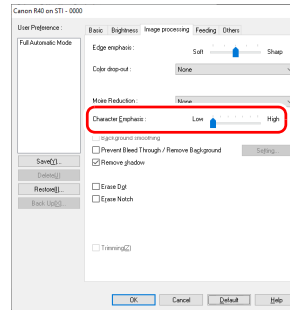 Canon R40 on STI - 0000
User Preference :
Full Automatic Mode
Save(Y)...
Delete(J)
Restore(I)...
Back Up(X)...
Basic Brightness Image processing Feeding Others
Edge emphasis : Soft Sharp
Color drop-out : None
Moire Reduction : None
Character Emphasis : Low High
Background smoothing
Prevent Bleed Through / Remove Background Setting...
Remove shadow
Erase Dot
Erase Notch
Trimming(Z)
OK Cancel Default Help